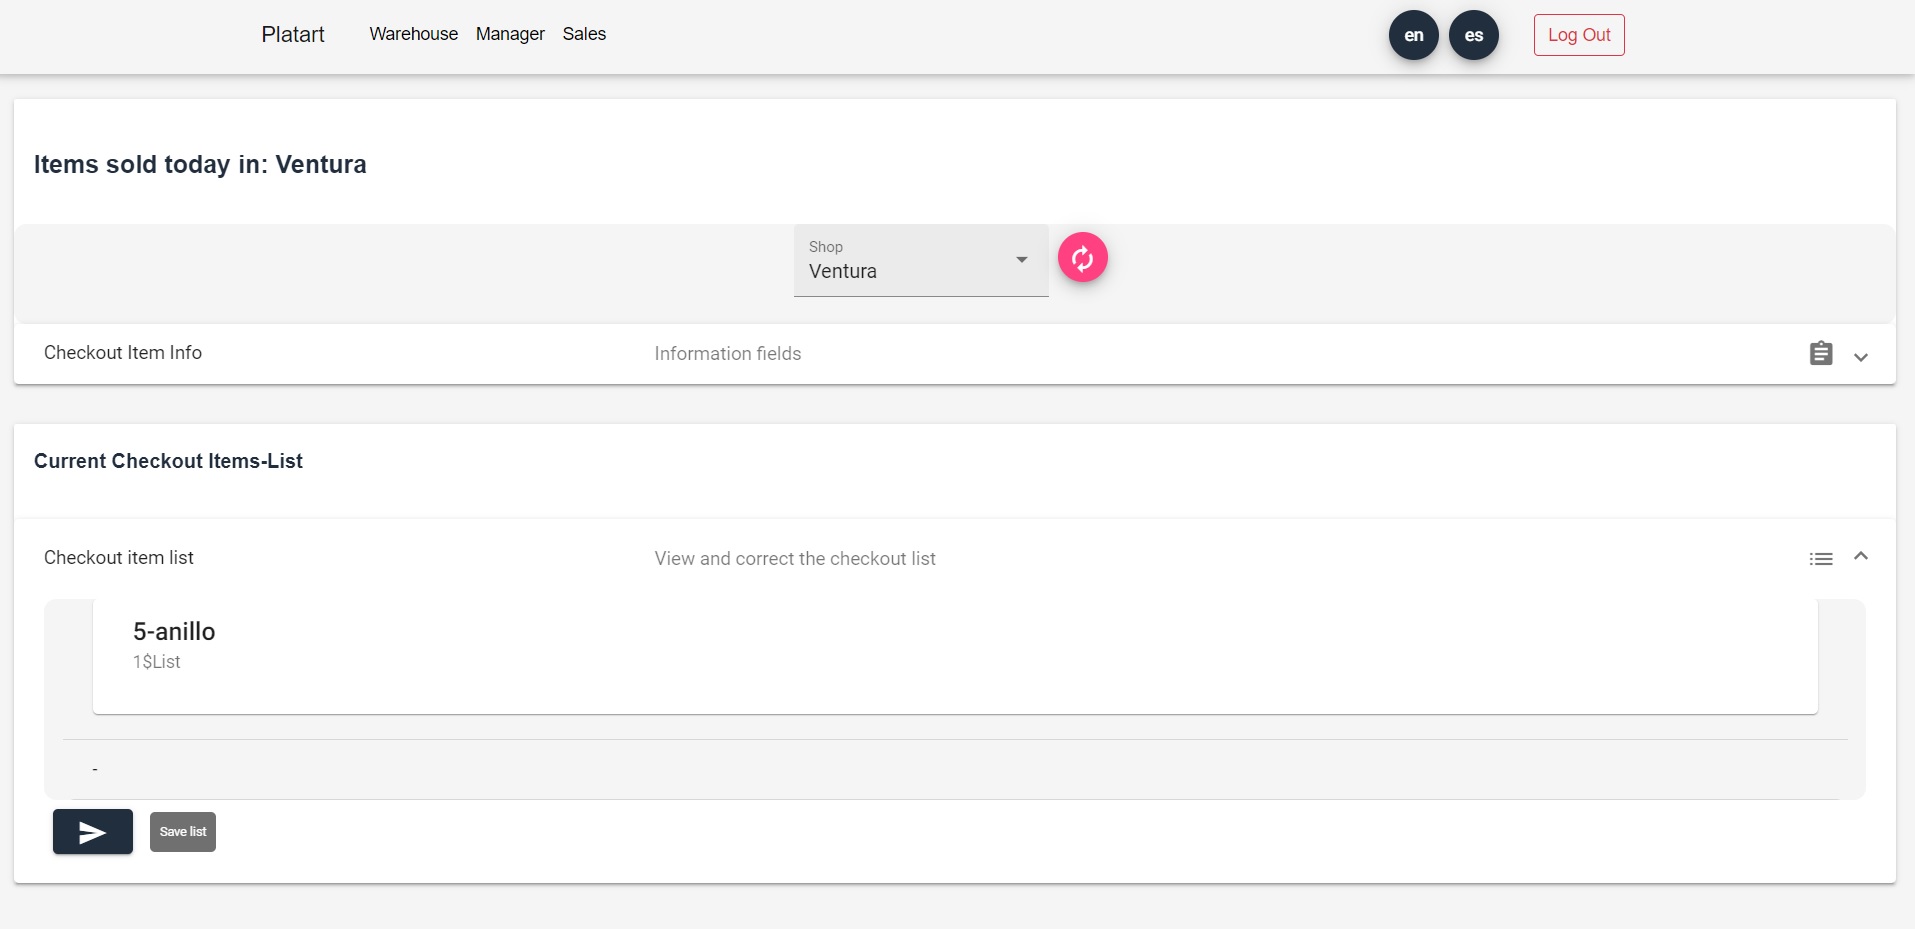 Platart Warehouse Manager Sales en es Log Out
Items sold today in: Ventura
Shop
Ventura
Checkout Item Info Information fields
Current Checkout Items-List
Checkout item list View and correct the checkout list
5-anillo
1$List
-
Save list